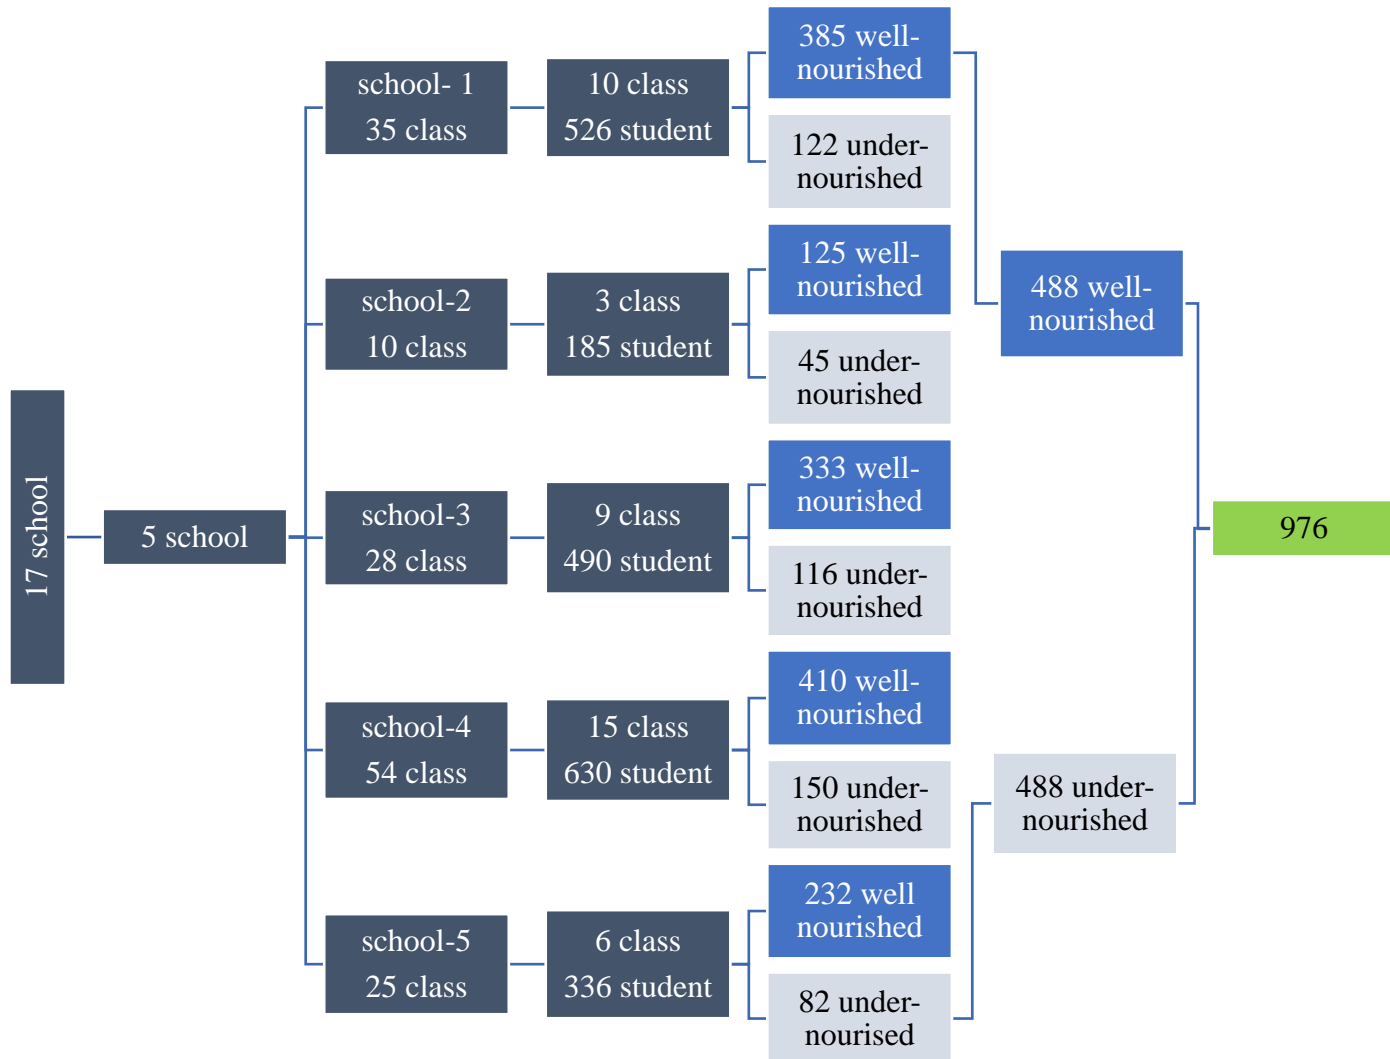 17 school
5 school
school- 1
35 class
10 class
526 student
385 well-
nourished
122 under-
nourished
school-2
10 class
3 class
185 student
125 well-
nourished
45 under-
nourished
school-3
28 class
9 class
490 student
333 well-
nourished
116 under-
nourished
school-4
54 class
15 class
630 student
410 well-
nourished
150 under-
nourished
school-5
25 class
6 class
336 student
232 well
nourished
82 under-
nourised
488 well-
nourished
488 under-
nourished
976